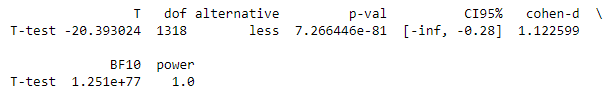 T dof alternative p-val CI95% cohen-d \
T-test -20.393024 1318 less 7.266446e-81 [-inf, -0.28] 1.122599
BF10 power
T-test 1.251e+77 1.0